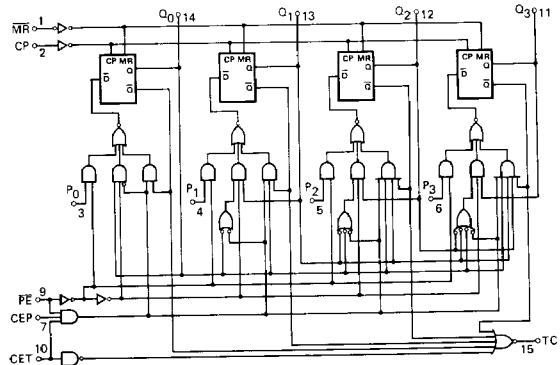 MR 1
CP 2
Q0 14
Q1 13
Q2 12
Q3 11
CP MR
D
Q
Q
CP MR
D
Q
Q
CP MR
D
Q
Q
CP MR
D
Q
Q
P0
3
P1
4
P2
5
P3
6
PE 9
CEP
7
CET 10
15
TC